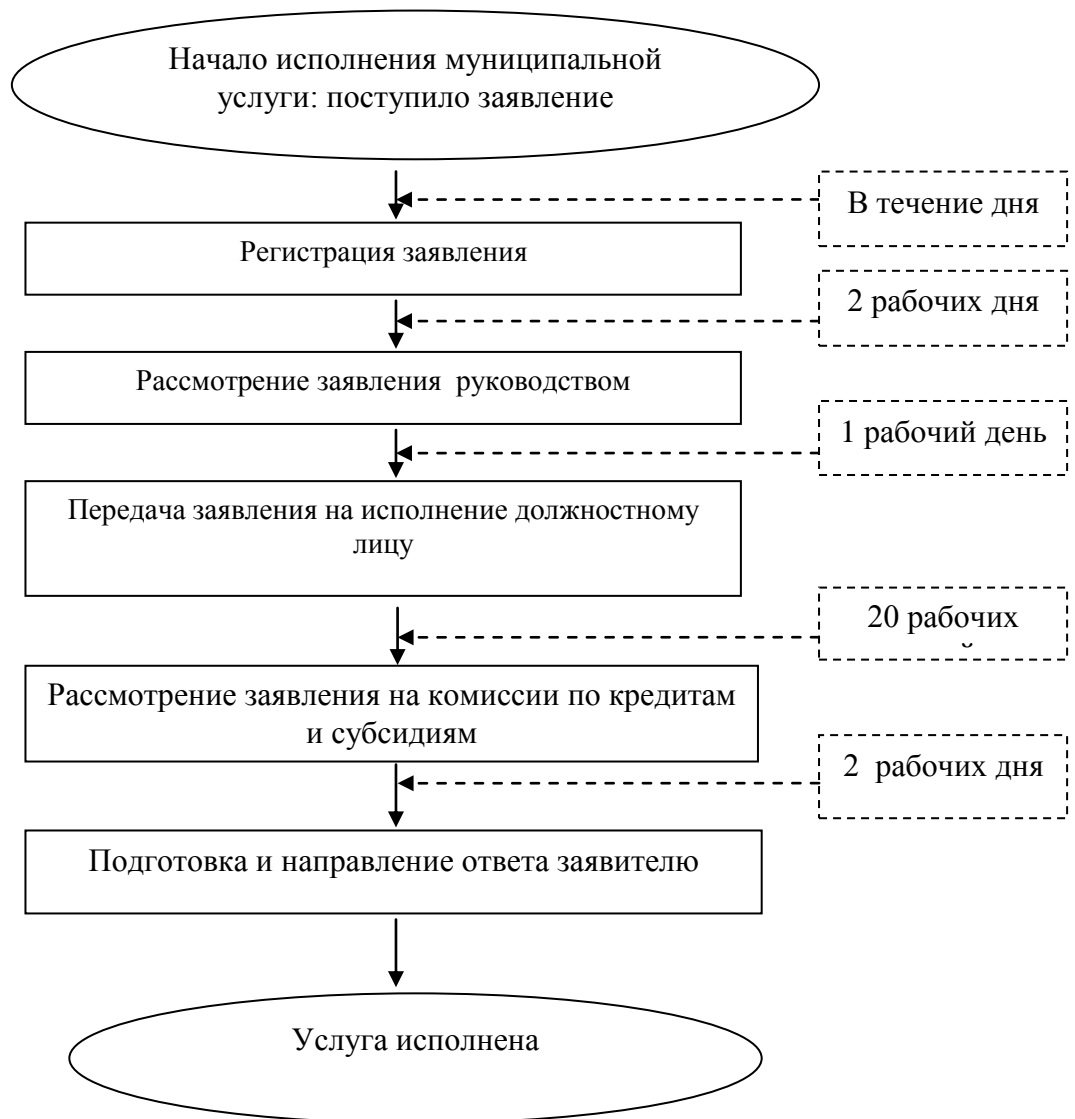 Начало исполнения муниципальной
услуги: поступило заявление
В течение дня
Регистрация заявления
2 рабочих дня
Рассмотрение заявления руководством
1 рабочий день
Передача заявления на исполнение должностному
лицу
20 рабочих
Рассмотрение заявления на комиссии по кредитам
и субсидиям
2 рабочих дня
Подготовка и направление ответа заявителю
Услуга исполнена